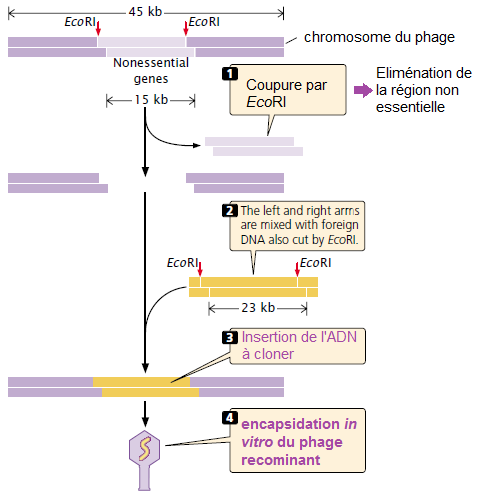 45 kb
EcoRI
EcoRI
chromosome du phage
Nonessential
genes
15 kb
1 Coupure par
EcoRI
Eliménation de
la région non
essentielle
2 The left and right arms
are mixed with foreign
DNA also cut by EcoRI.
EcoRI
EcoRI
23 kb
3 Insertion de l'ADN
à cloner
4 encapsidation in
vitro du phage
recominant